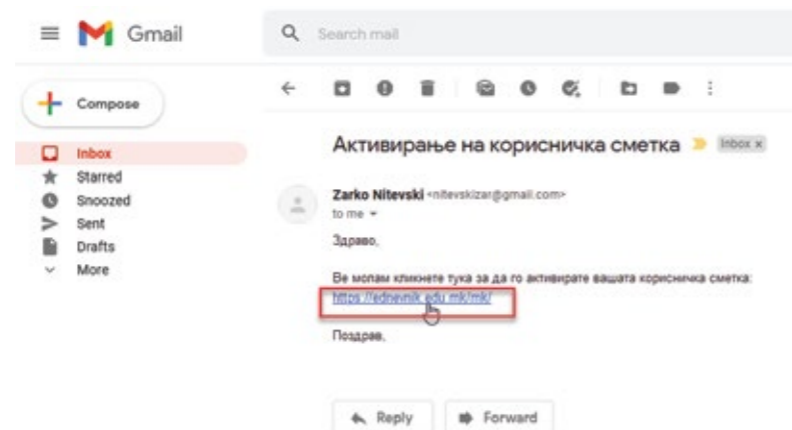 Gmail
Search mail
Compose
Активирање на корисничка сметка Inbox x
Inbox
Starred
Snoozed
Sent
Drafts
More
Zarko Nitevski <nitevskizar@gmail.com>
to me
Здраво,
Ве молам кликнете тука за да го активирате вашата корисничка сметка:
https://ednevnik.edu.mk/mk/
Поздрав,
Reply
Forward